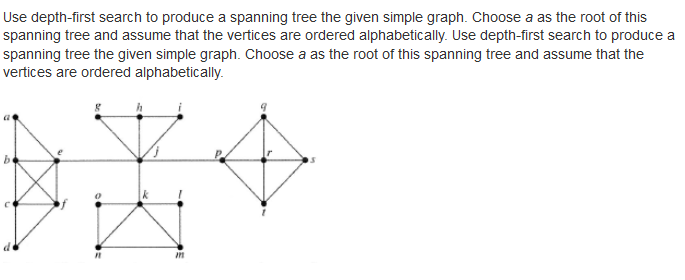 Use depth-first search to produce a spanning tree the given simple graph. Choose a as the root of this
spanning tree and assume that the vertices are ordered alphabetically. Use depth-first search to produce a
spanning tree the given simple graph. Choose a as the root of this spanning tree and assume that the
vertices are ordered alphabetically.
g h i q
a
b e j p r s
c f o k l
t
d n m